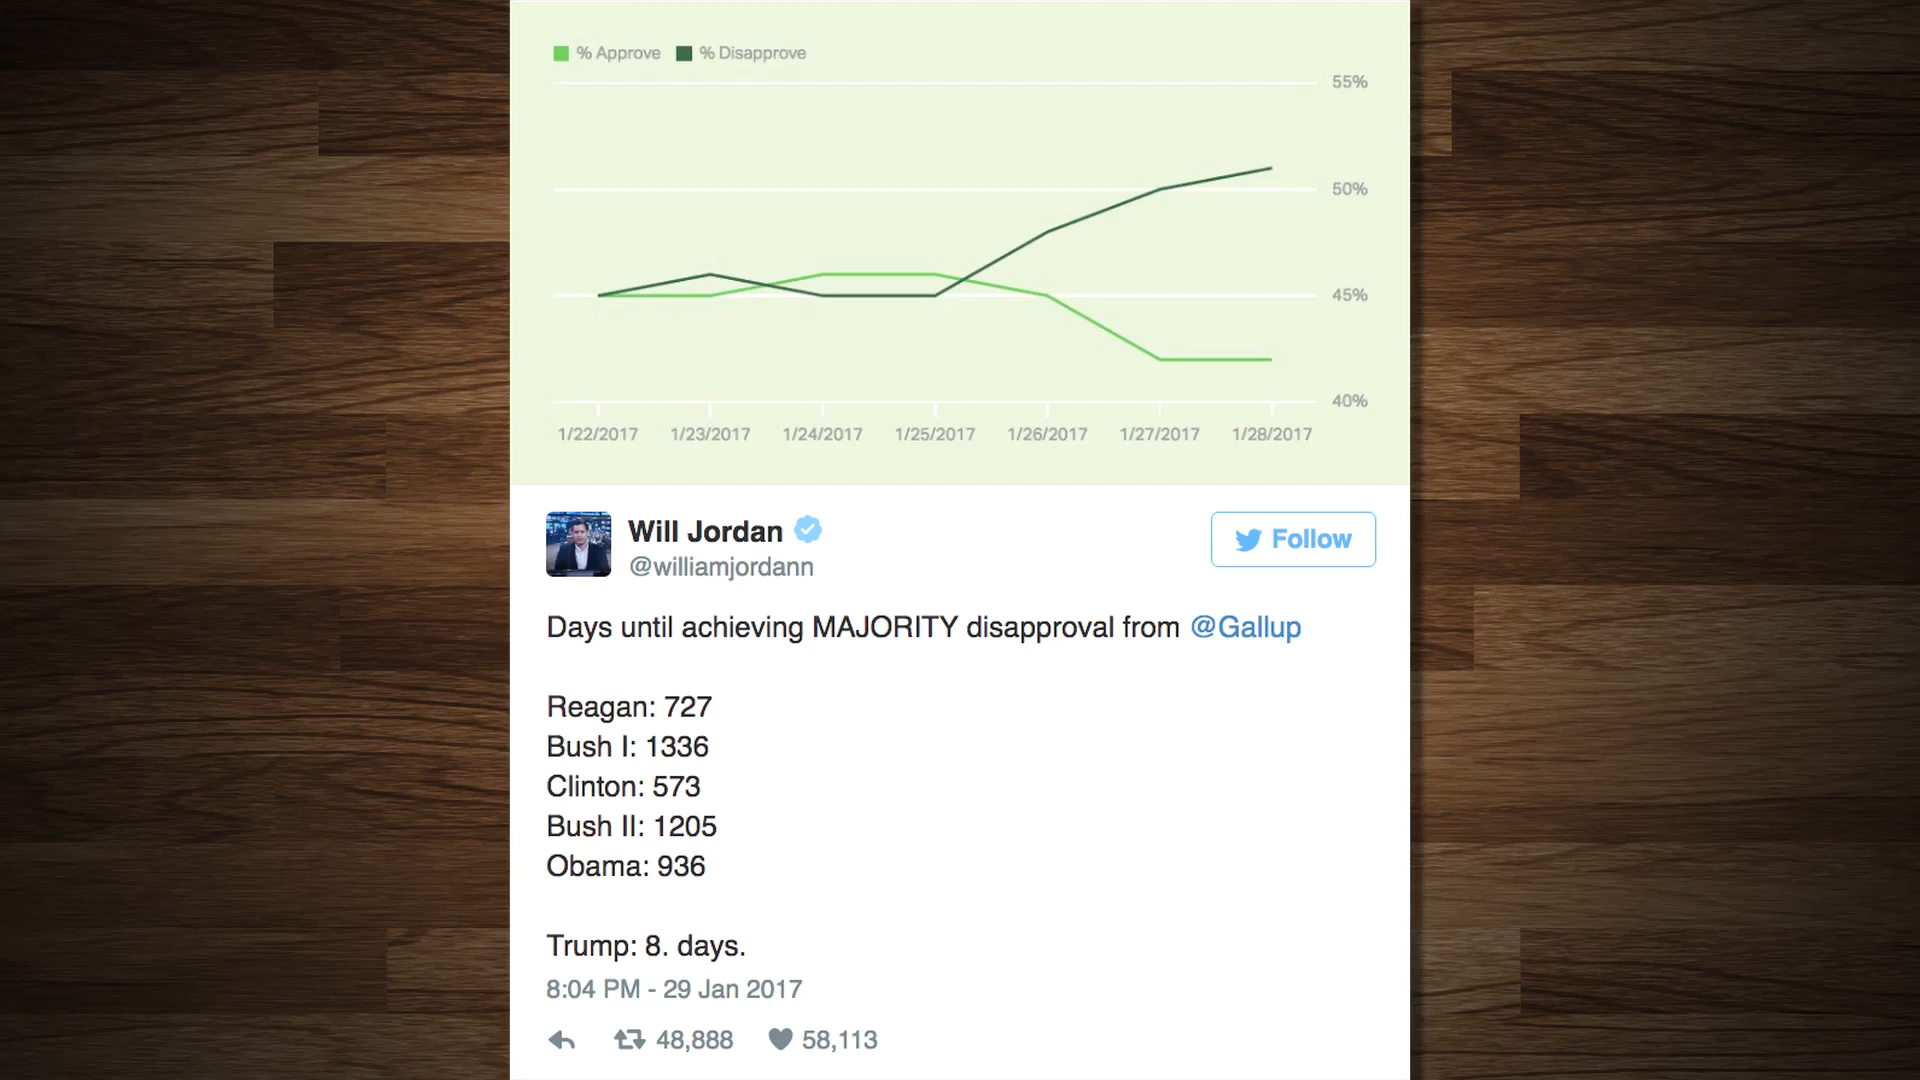 % Approve % Disapprove
55%
50%
45%
40%
1/22/2017 1/23/2017 1/24/2017 1/25/2017 1/26/2017 1/27/2017 1/28/2017
Will Jordan
@williamjordann
Follow
Days until achieving MAJORITY disapproval from @Gallup
Reagan: 727
Bush I: 1336
Clinton: 573
Bush II: 1205
Obama: 936
Trump: 8. days.
8:04 PM - 29 Jan 2017
48,888 58,113